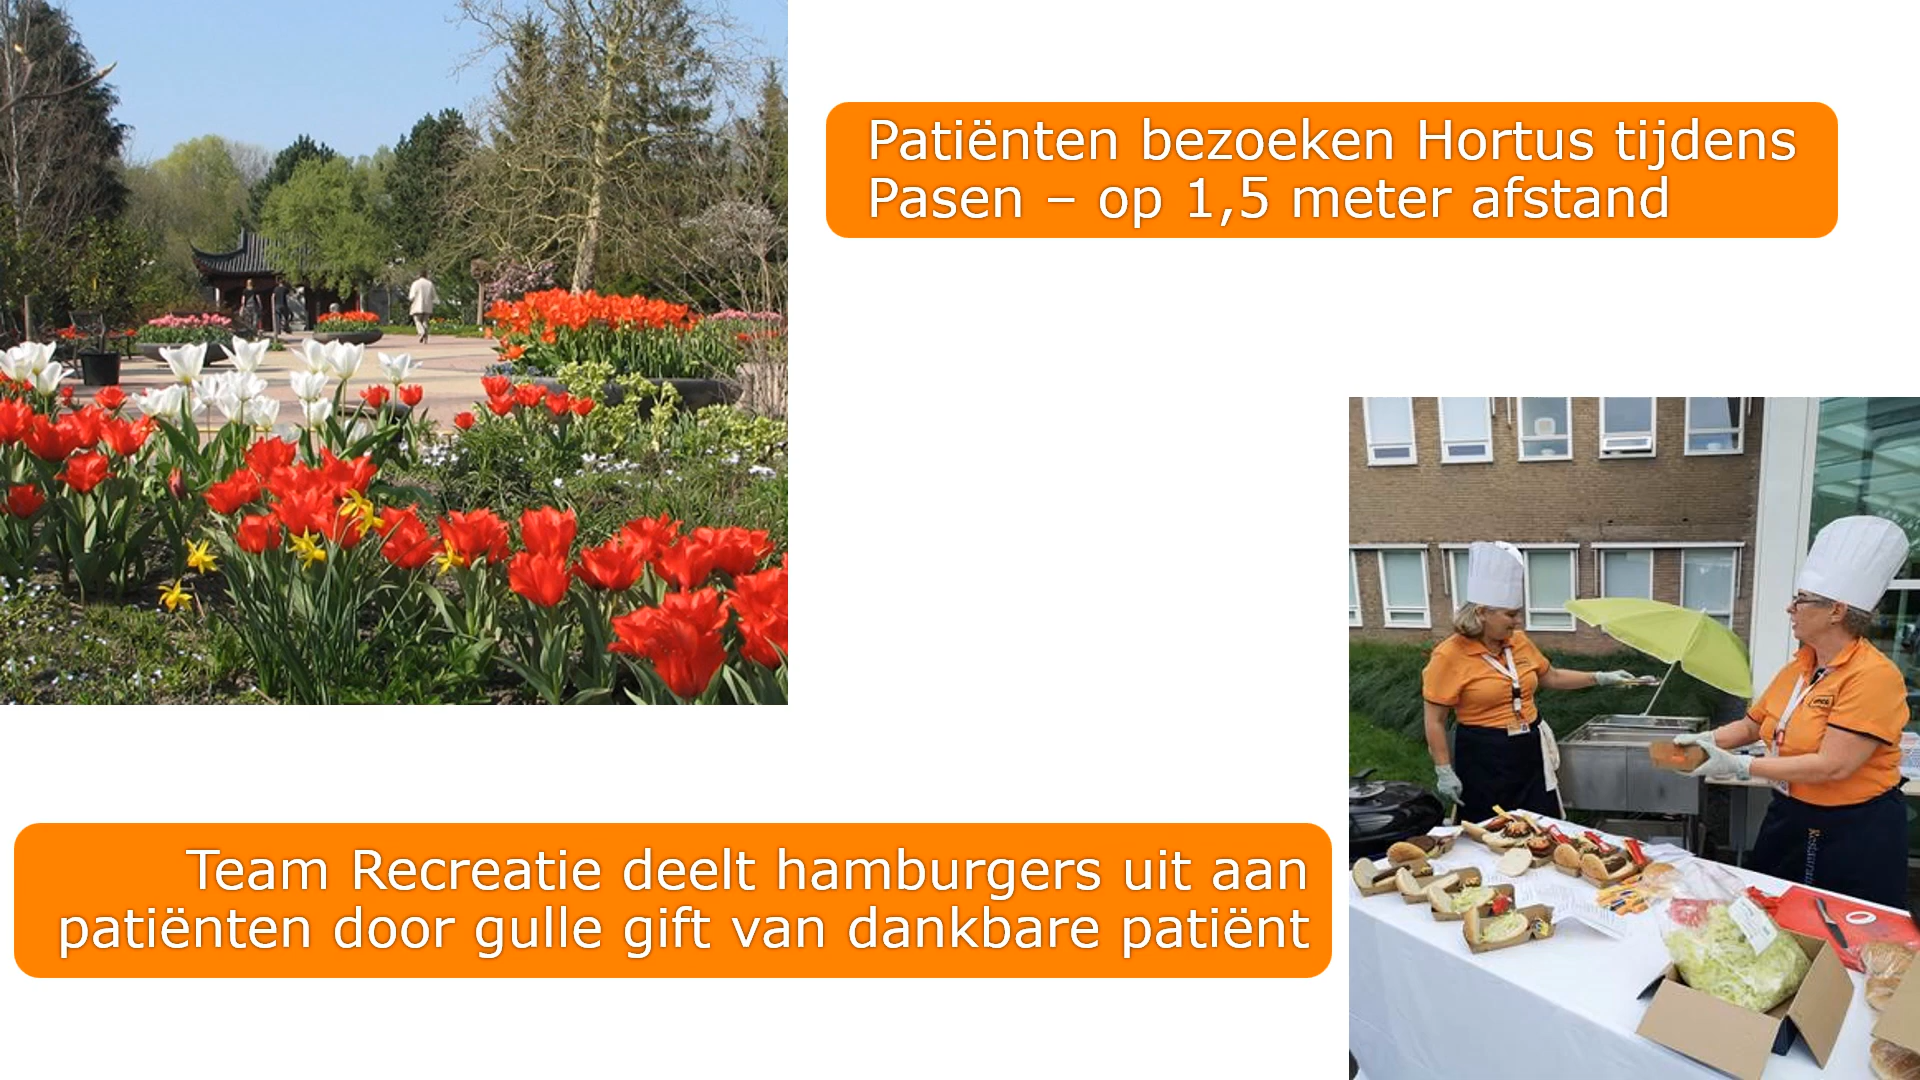 Patiënten bezoeken Hortus tijdens
Pasen – op 1,5 meter afstand
Team Recreatie deelt hamburgers uit aan
patiënten door gulle gift van dankbare patiënt